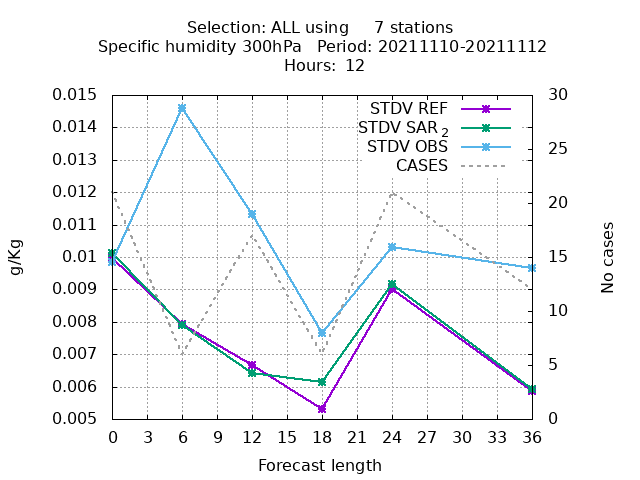 Selection: ALL using     7 stations
Specific humidity 300hPa   Period: 20211110-20211112
Hours: 12
0.015
0.014
0.013
0.012
0.011
0.01
0.009
0.008
0.007
0.006
0.005
g/Kg
STDV REF
STDV SAR 2
STDV OBS
CASES
30
25
20
15
10
5
0
No cases
0 3 6 9 12 15 18 21 24 27 30 33 36
Forecast length